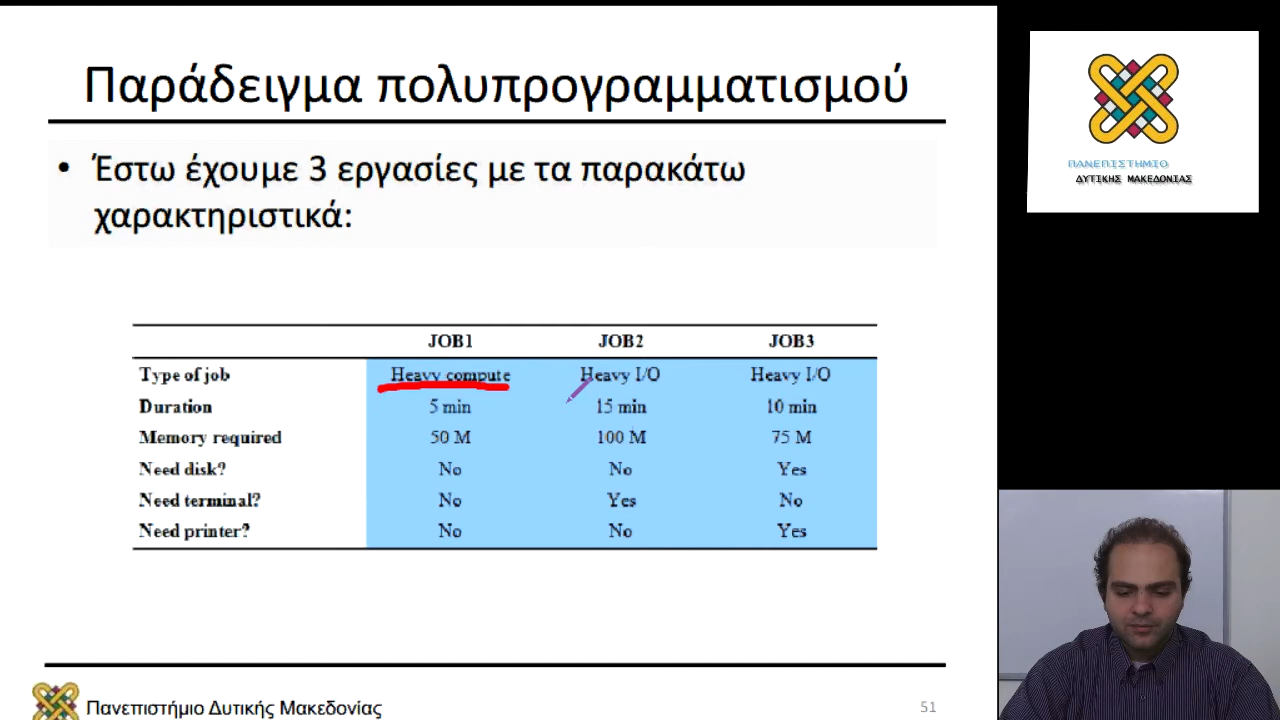 Παράδειγμα πολυπρογραμματισμού
• Έστω έχουμε 3 εργασίες με τα παρακάτω
χαρακτηριστικά:
JOB1 JOB2 JOB3
Type of job Heavy compute Heavy I/O Heavy I/O
Duration 5 min 15 min 10 min
Memory required 50 M 100 M 75 M
Need disk? No No Yes
Need terminal? No Yes No
Need printer? No No Yes
Πανεπιστήμιο Δυτικής Μακεδονίας
51
ΠΑΝΕΠΙΣΤΗΜΙΟ
ΔΥΤΙΚΗΣ ΜΑΚΕΔΟΝΙΑΣ